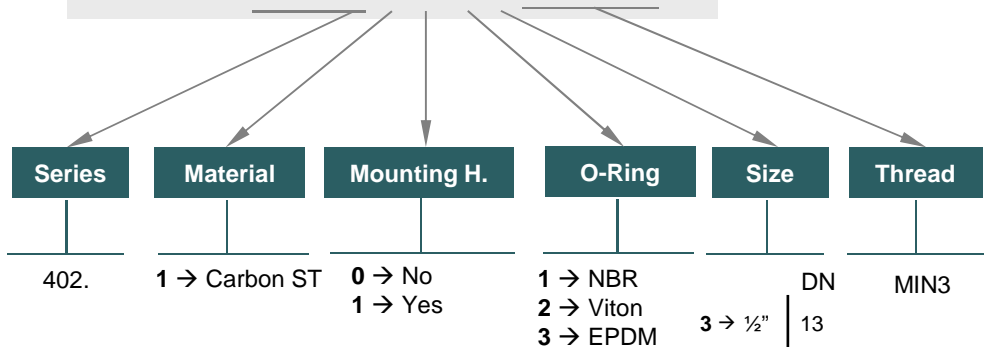 Series
Material
Mounting H.
O-Ring
Size
Thread
402.
1 → Carbon ST
0 → No
1 → Yes
1 → NBR
2 → Viton
3 → EPDM
DN
3 → ½” 13
MIN3